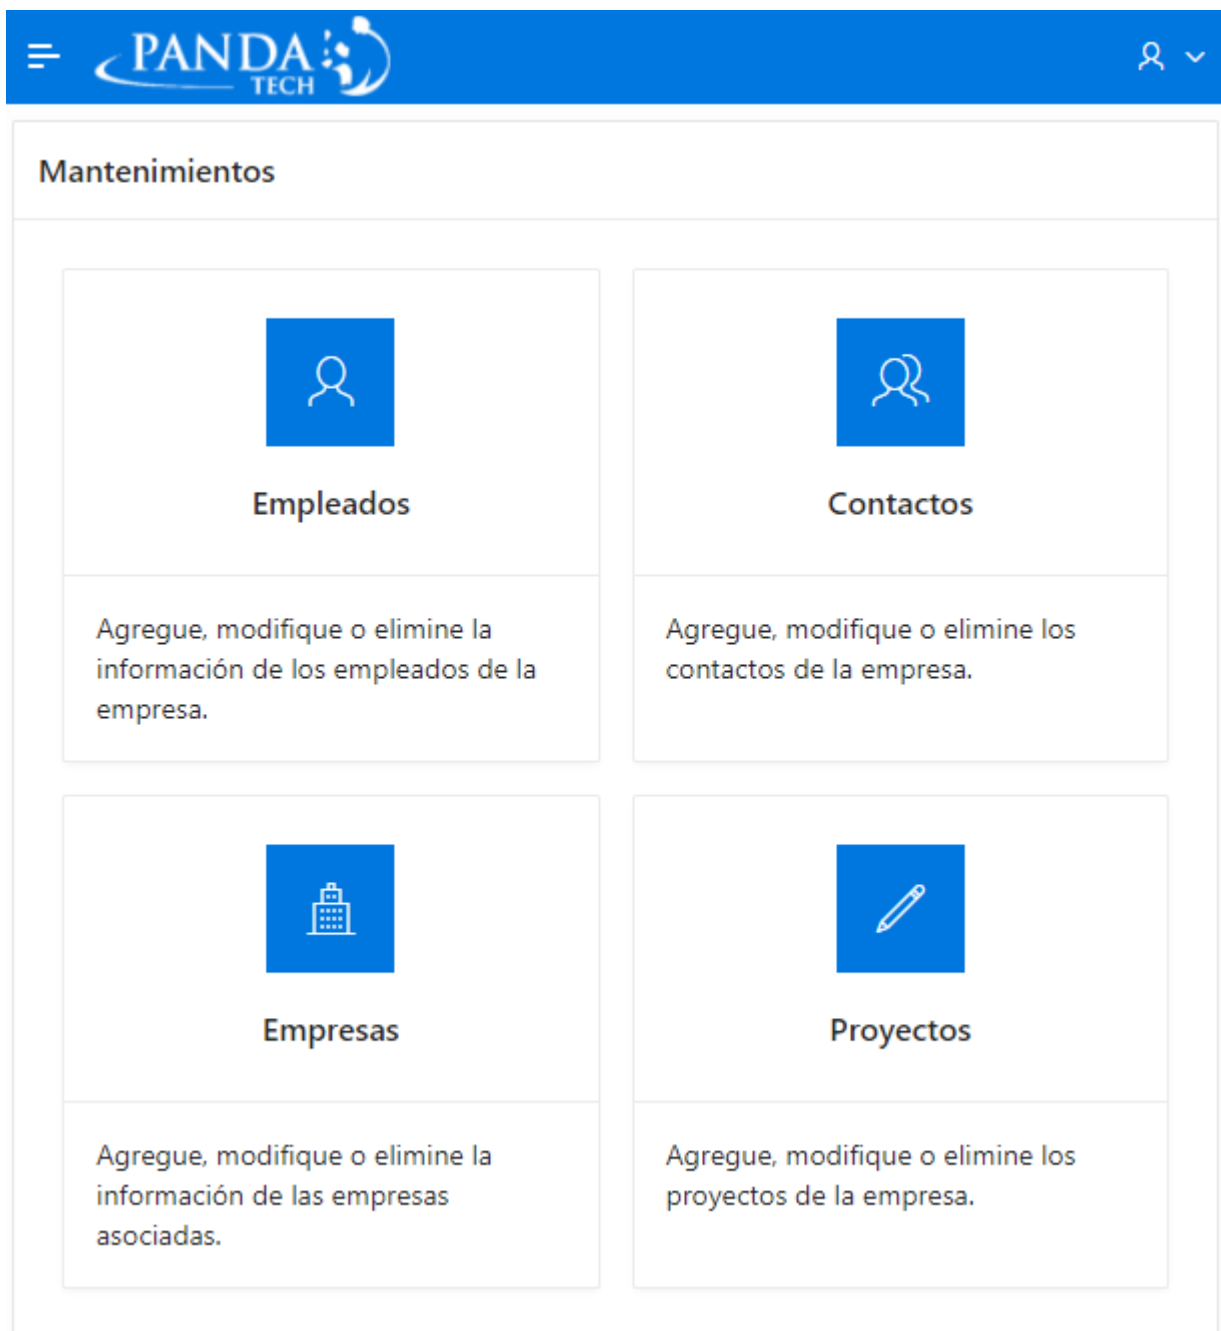 PANDA
TECH
Mantenimientos
Empleados
Agregue, modifique o elimine la
información de los empleados de la
empresa.
Contactos
Agregue, modifique o elimine los
contactos de la empresa.
Empresas
Agregue, modifique o elimine la
información de las empresas
asociadas.
Proyectos
Agregue, modifique o elimine los
proyectos de la empresa.